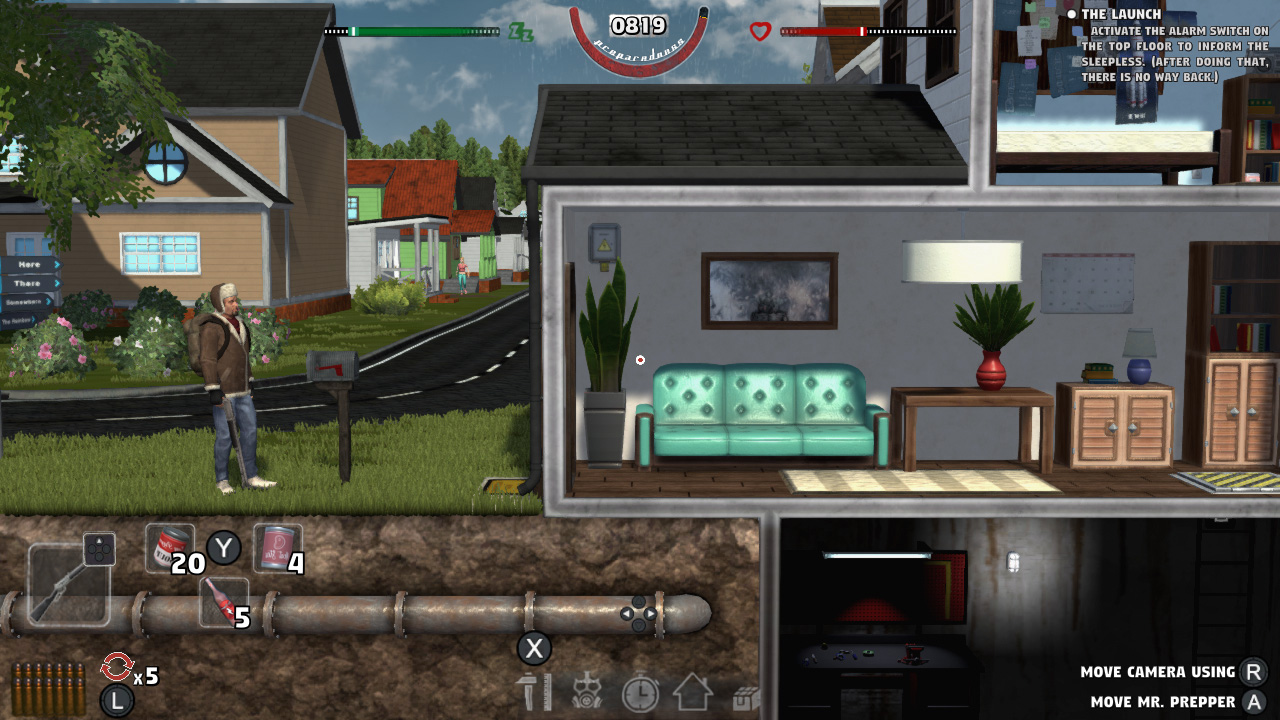 0819
preparedness
THE LAUNCH
ACTIVATE THE ALARM SWITCH ON
THE TOP FLOOR TO INFORM THE
SLEEPLESS. (AFTER DOING THAT,
THERE IS NO WAY BACK.)
Here
There
Somewhere
20
Y
4
5
X
x5
L
MOVE CAMERA USING R
MOVE MR. PREPPER A